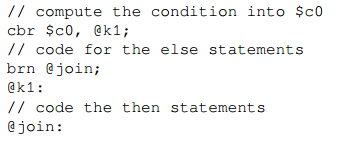 // compute the condition into $c0
cbr $c0, @k1;
// code for the else statements
brn @join;
@k1:
// code the then statements
@join: